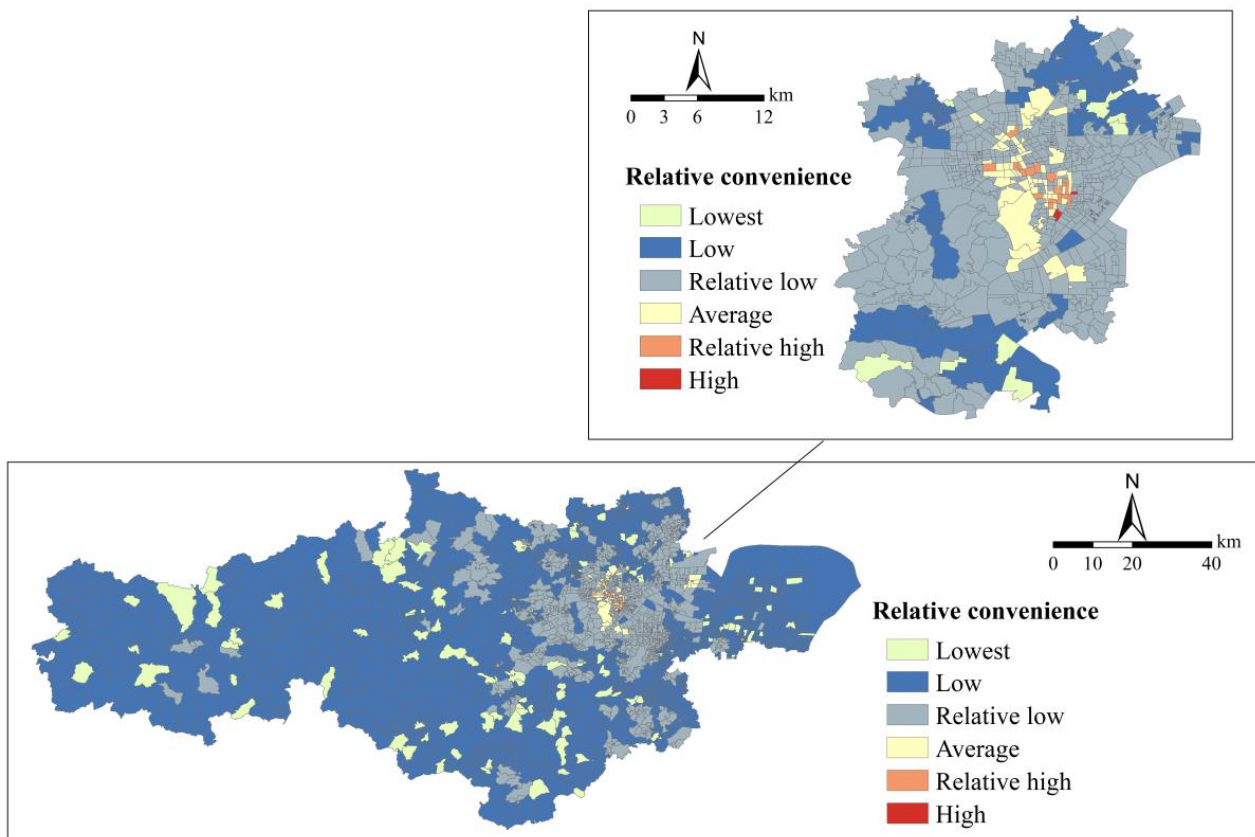 N
km
0 3 6 12
Relative convenience
Lowest
Low
Relative low
Average
Relative high
High
N
km
0 10 20 40
Relative convenience
Lowest
Low
Relative low
Average
Relative high
High